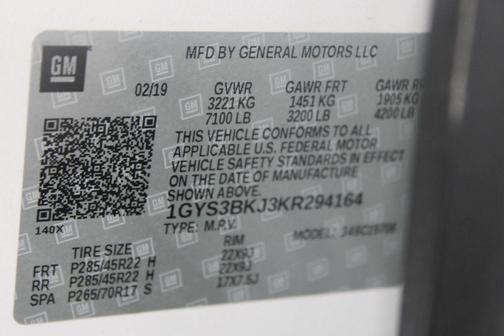 GM
MFD BY GENERAL MOTORS LLC
02/19 GVWR GAWR FRT GAWR RR
3221 KG 1451 KG 1905 KG
7100 LB 3200 LB 4200 LB
THIS VEHICLE CONFORMS TO ALL
APPLICABLE U.S. FEDERAL MOTOR
VEHICLE SAFETY STANDARDS IN EFFECT
ON THE DATE OF MANUFACTURE
SHOWN ABOVE.
1GYS3BKJ3KR294164
140X
TYPE: M.P.V. MODEL:
TIRE SIZE RIM
FRT P285/45R22 H 22X9J
RR P285/45R22 H 22X9J
SPA P265/70R17 S 17X7.5J